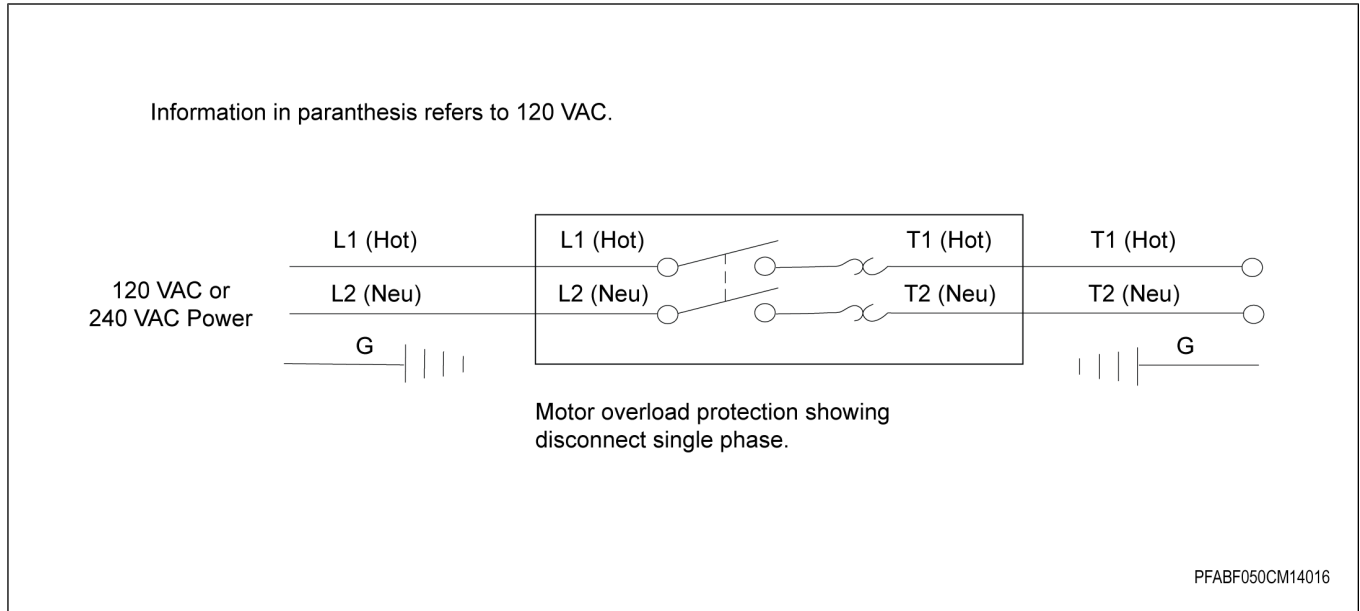 Information in paranthesis refers to 120 VAC.
L1 (Hot)
L1 (Hot)
T1 (Hot)
T1 (Hot)
120 VAC or
240 VAC Power
L2 (Neu)
L2 (Neu)
T2 (Neu)
T2 (Neu)
G
G
Motor overload protection showing
disconnect single phase.
PFABF050CM14016